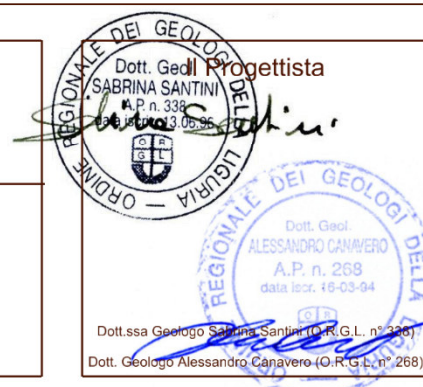 Il Progettista
ORDINE REGIONALE DEI GEOLOGI DELLA LIGURIA
Dott. Geol.
SABRINA SANTINI
A.P. n. 338
data iscriz. 13.06.96
O R
G L
REGIONALE DEI GEOLOGI DELLA
Dott. Geol.
ALESSANDRO CANAVERO
A.P. n. 268
data iscr. 16-03-94
O R
Dott.ssa Geologo Sabrina Santini (O.R.G.L. n° 338)
Dott. Geologo Alessandro Canavero (O.R.G.L. n° 268)